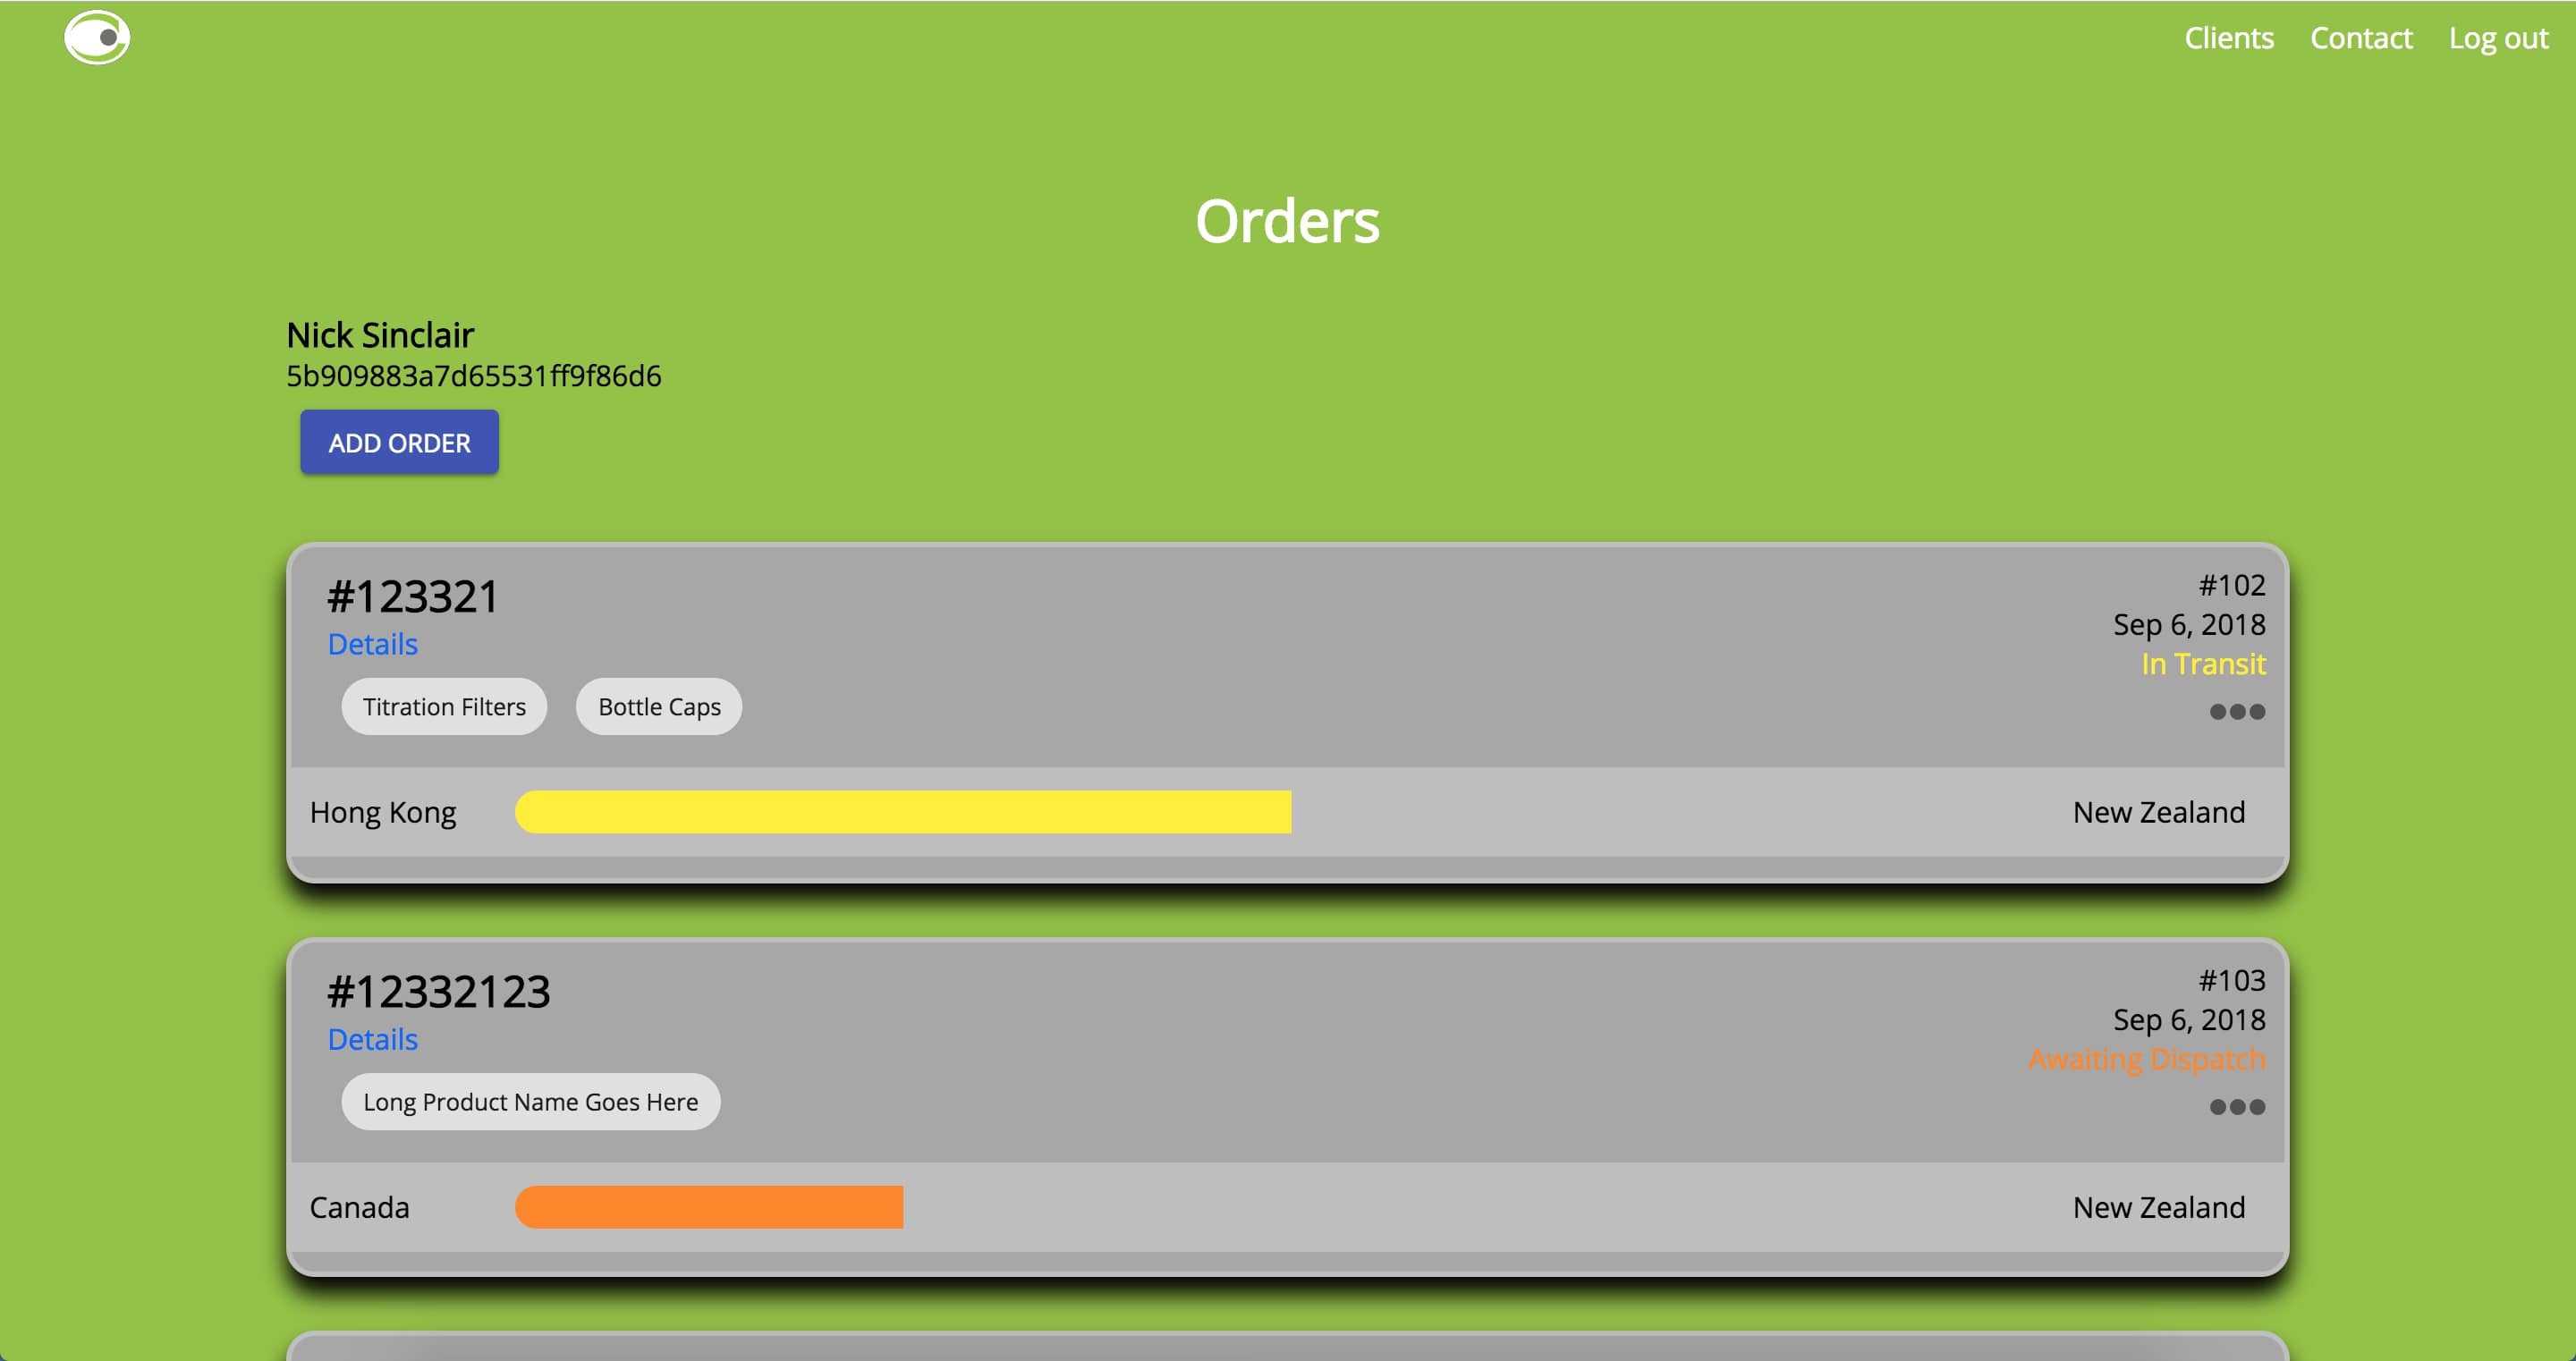 Clients Contact Log out
Orders
Nick Sinclair
5b909883a7d65531ff9f86d6
ADD ORDER
#123321
Details
Titration Filters Bottle Caps
#102
Sep 6, 2018
In Transit
Hong Kong New Zealand
#12332123
Details
Long Product Name Goes Here
#103
Sep 6, 2018
Awaiting Dispatch
Canada New Zealand